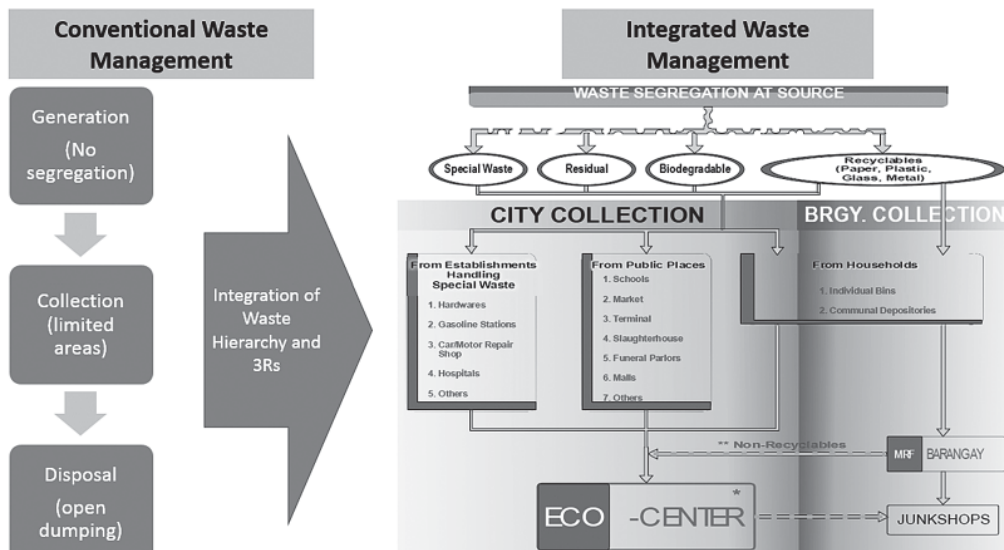 Conventional Waste
Management
Generation
(No
segregation)
Collection
(limited
areas)
Disposal
(open
dumping)
Integration of
Waste
Hierarchy and
3Rs
Integrated Waste
Management
WASTE SEGREGATION AT SOURCE
Special Waste
Residual
Biodegradable
Recyclables
(Paper, Plastic,
Glass, Metal)
CITY COLLECTION
BRGY. COLLECTION
From Establishments
Handling
Special Waste
1. Hardwares
2. Gasoline Stations
3. Car/Motor Repair
Shop
4. Hospitals
5. Others
From Public Places
1. Schools
2. Market
3. Terminal
4. Slaughterhouse
5. Funeral Parlors
6. Malls
7. Others
From Households
1. Individual Bins
2. Communal Depositories
** Non-Recyclables
MRF BARANGAY
ECO -CENTER *
JUNKSHOPS